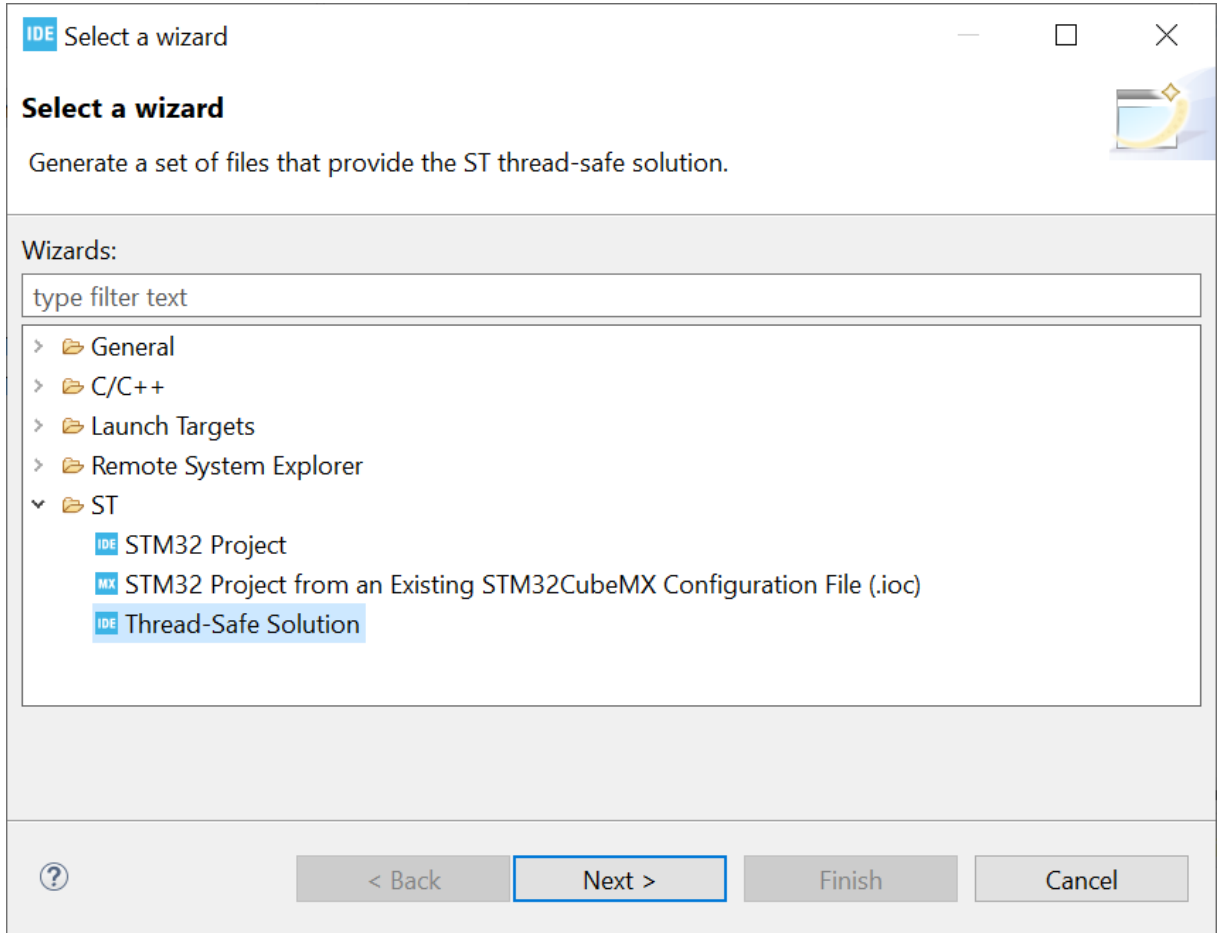 IDE Select a wizard
Select a wizard
Generate a set of files that provide the ST thread-safe solution.
Wizards:
type filter text
General
C/C++
Launch Targets
Remote System Explorer
ST
IDE STM32 Project
MX STM32 Project from an Existing STM32CubeMX Configuration File (.ioc)
IDE Thread-Safe Solution
? < Back Next > Finish Cancel